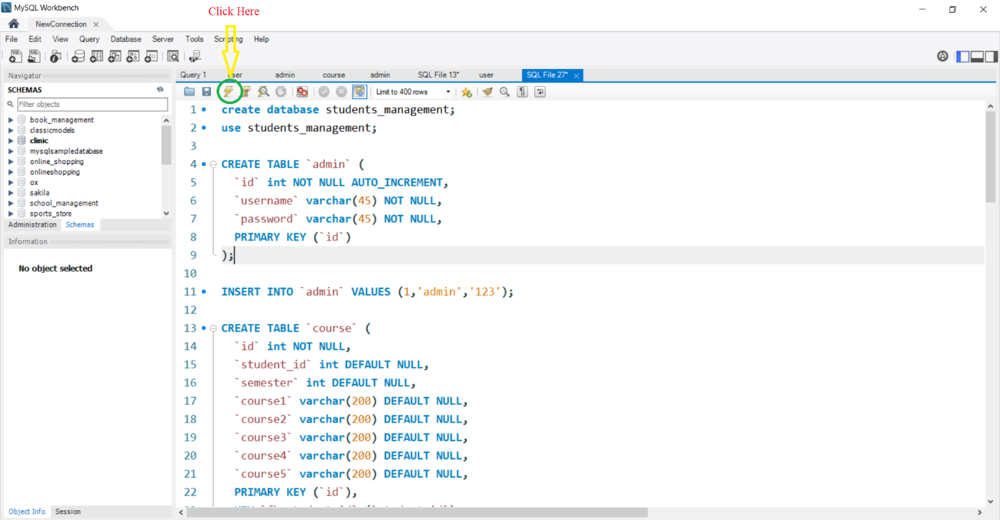 MySQL Workbench
Click Here
NewConnection
File Edit View Query Database Server Tools Scripting Help
Navigator
SCHEMAS
Filter objects
book_management
classicmodels
clinic
mysqlsampledatabase
online_shopping
onlineshopping
ox
sakila
school_management
sports_store
Administration Schemas
Information
No object selected
Object Info Session
Query 1 user admin course admin SQL File 13* user SQL File 27*
Limit to 400 rows
1 create database students_management;
2 use students_management;
3
4 CREATE TABLE `admin` (
5 `id` int NOT NULL AUTO_INCREMENT,
6 `username` varchar(45) NOT NULL,
7 `password` varchar(45) NOT NULL,
8 PRIMARY KEY (`id`)
9 );
10
11 INSERT INTO `admin` VALUES (1,'admin','123');
12
13 CREATE TABLE `course` (
14 `id` int NOT NULL,
15 `student_id` int DEFAULT NULL,
16 `semester` int DEFAULT NULL,
17 `course1` varchar(200) DEFAULT NULL,
18 `course2` varchar(200) DEFAULT NULL,
19 `course3` varchar(200) DEFAULT NULL,
20 `course4` varchar(200) DEFAULT NULL,
21 `course5` varchar(200) DEFAULT NULL,
22 PRIMARY KEY (`id`),